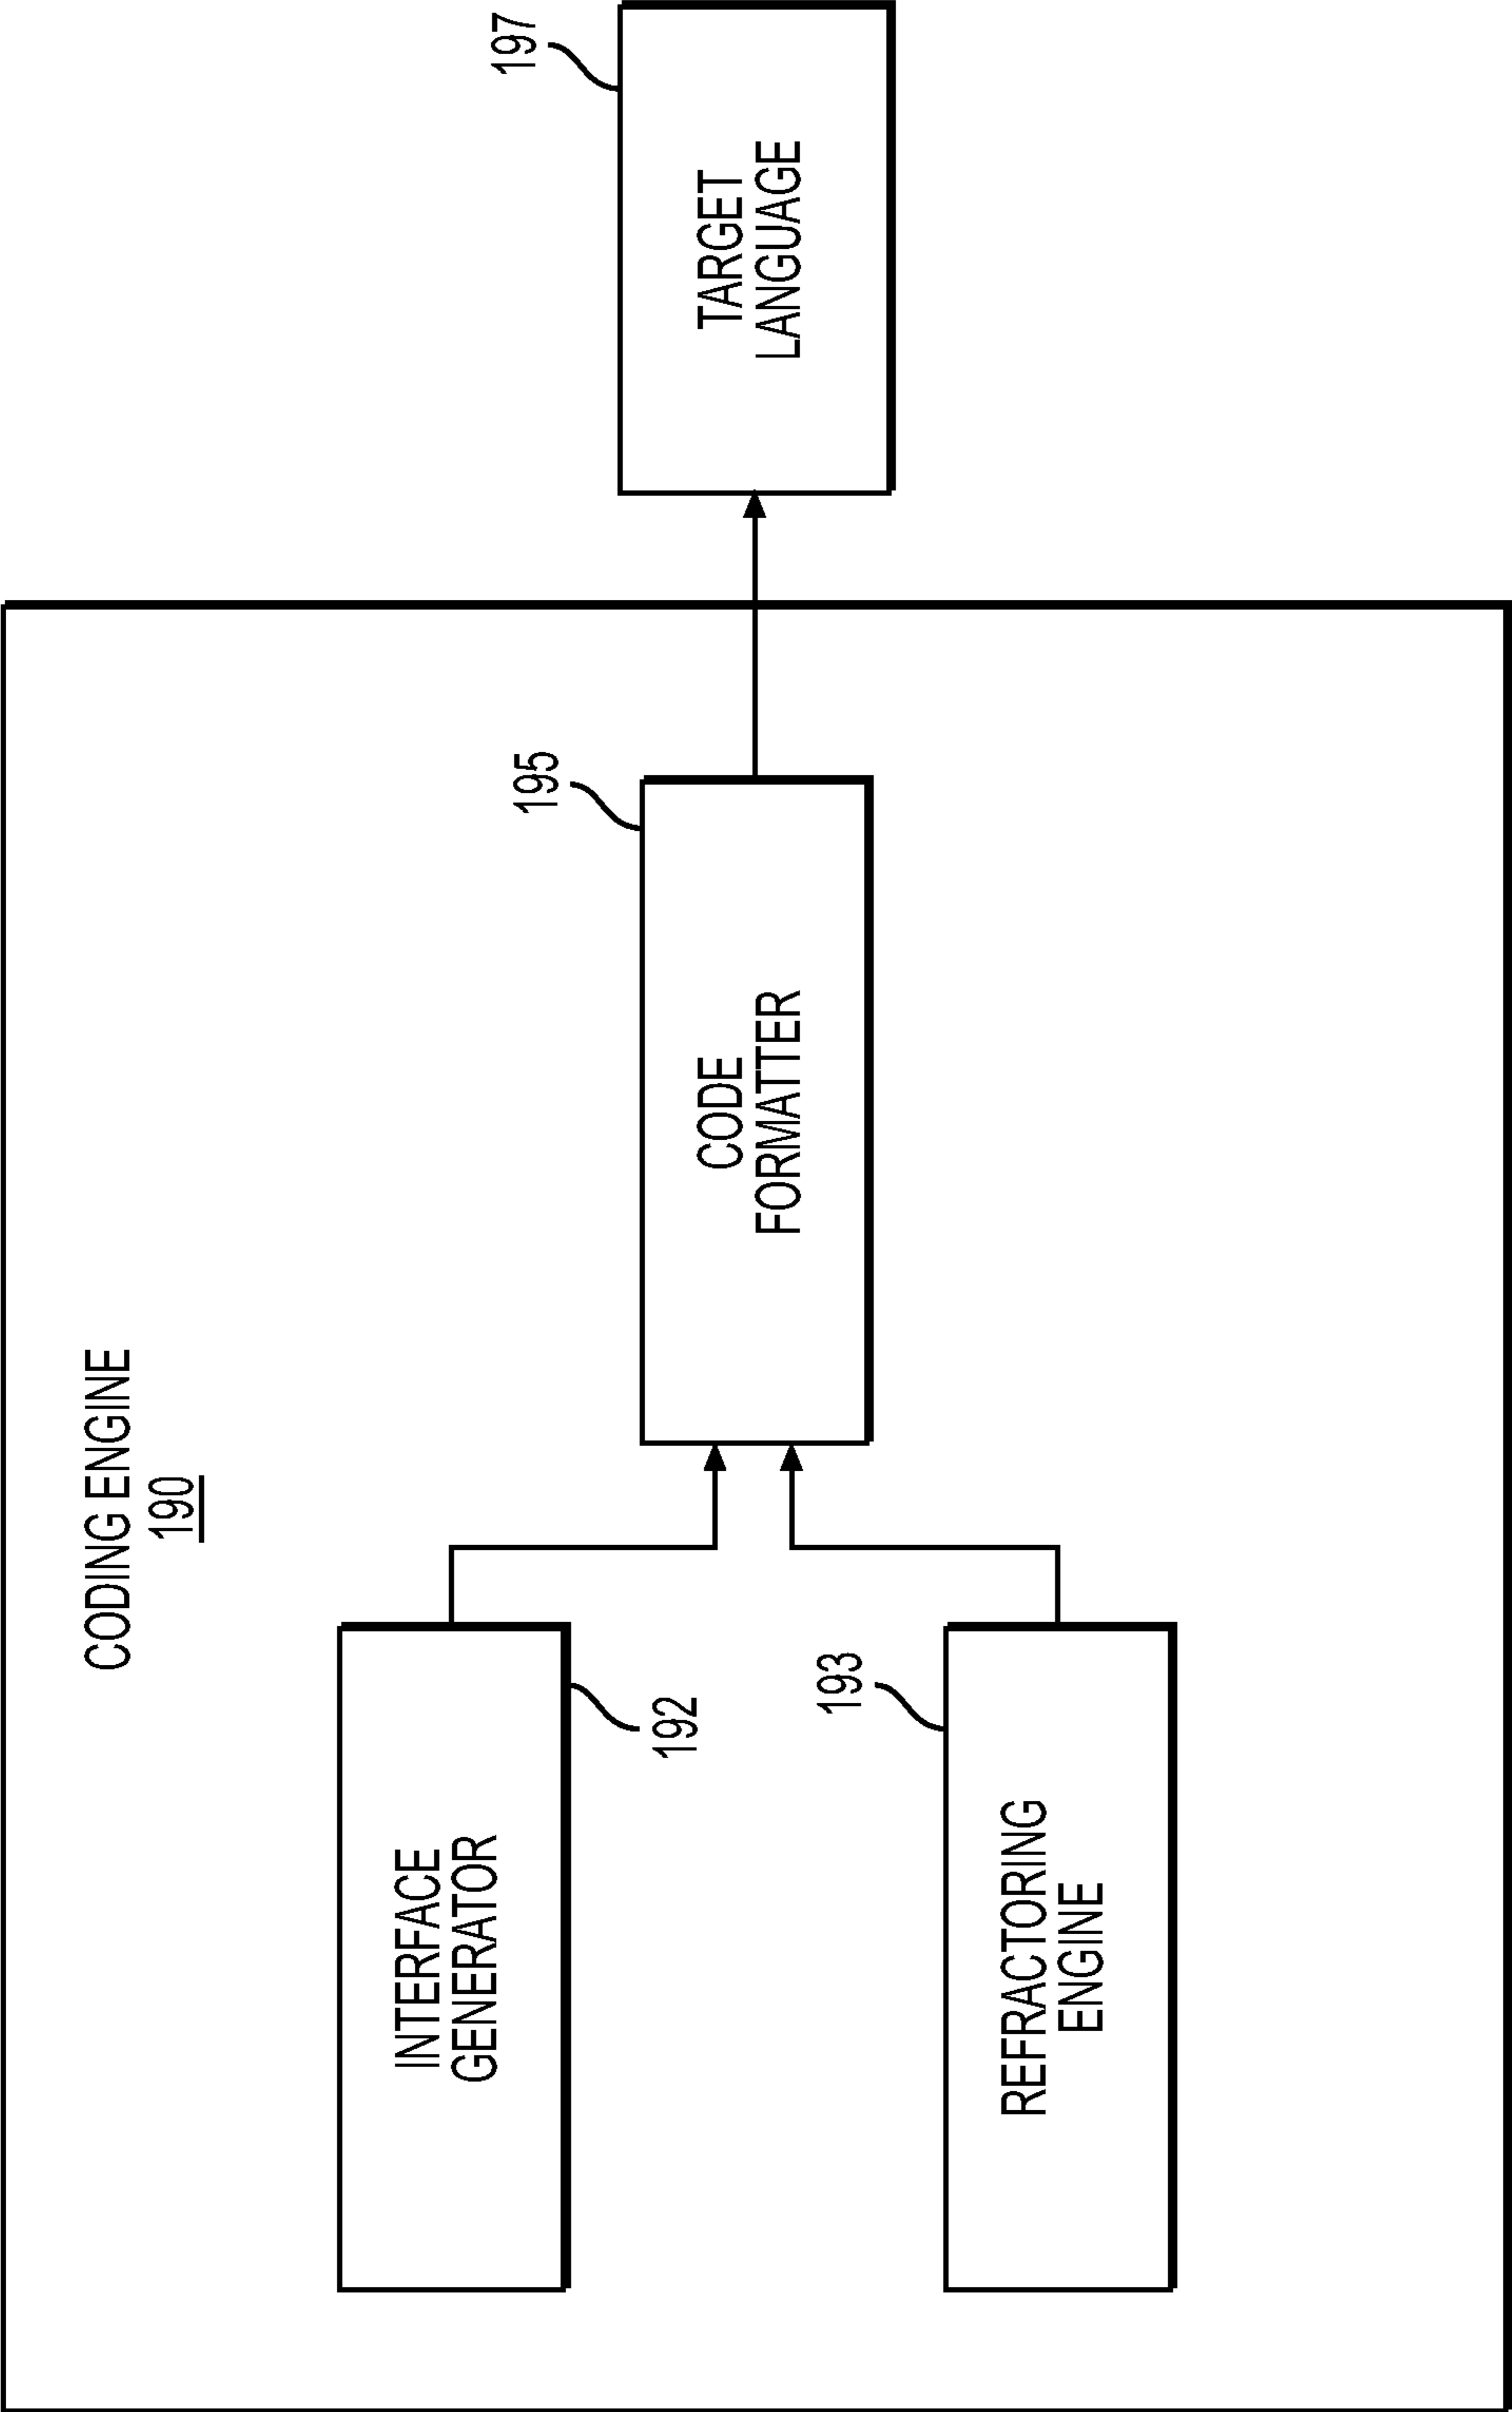 CODING ENGINE
190
INTERFACE
GENERATOR
192
193
REFRACTORING
ENGINE
195
CODE
FORMATTER
197
TARGET
LANGUAGE